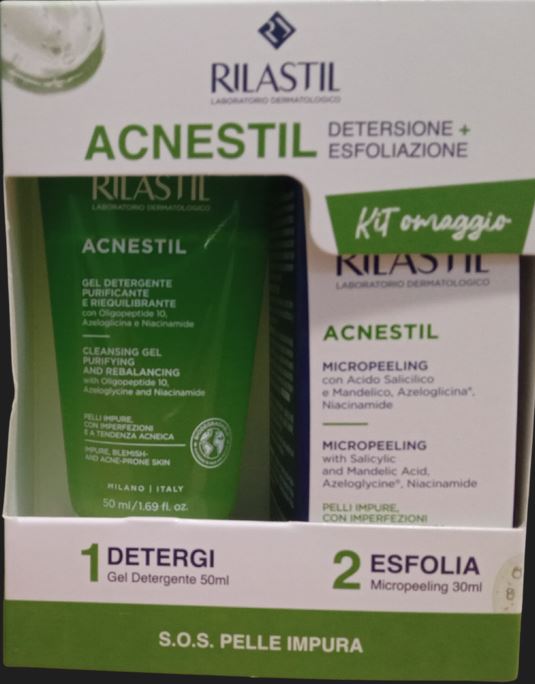 RILASTIL
LABORATORIO DERMATOLOGICO
ACNESTIL
DETERSIONE +
ESFOLIAZIONE
Kit omaggio
RILASTIL
LABORATORIO DERMATOLOGICO
ACNESTIL
GEL DETERGENTE
PURIFICANTE
E RIEQUILIBRANTE
con Oligopeptide 10,
Azeloglicina e Niacinamide
CLEANSING GEL
PURIFYING
AND REBALANCING
with Oligopeptide 10,
Azeloglycine and Niacinamide
PELLI IMPURE,
CON IMPERFEZIONI
E A TENDENZA ACNEICA
IMPURE, BLEMISH-
AND ACNE-PRONE SKIN
MILANO | ITALY
50 ml/1.69 fl. oz.
RILASTIL
LABORATORIO DERMATOLOGICO
ACNESTIL
MICROPEELING
con Acido Salicilico
e Mandelico, Azeloglicina®,
Niacinamide
MICROPEELING
with Salicylic
and Mandelic Acid,
Azeloglycine®, Niacinamide
PELLI IMPURE,
CON IMPERFEZIONI
1 DETERGI
Gel Detergente 50ml
2 ESFOLIA
Micropeeling 30ml
S.O.S. PELLE IMPURA